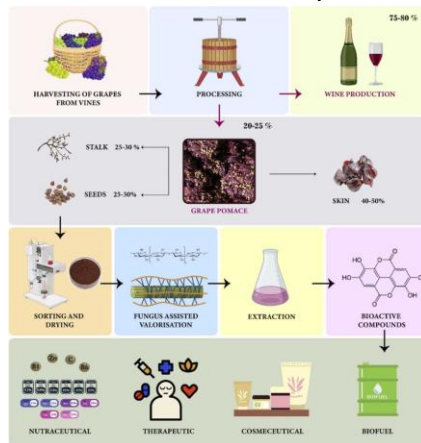 75-80 %
HARVESTING OF GRAPES
FROM VINES
PROCESSING
WINE PRODUCTION
20-25 %
STALK 25-30 %
SEEDS 25-30%
GRAPE POMACE
SKIN 40-50%
SORTING AND
DRYING
FUNGUS ASSISTED
VALORISATION
EXTRACTION
BIOACTIVE
COMPOUNDS
NUTRACEUTICAL
THERAPEUTIC
COSMECEUTICAL
BIOFUEL